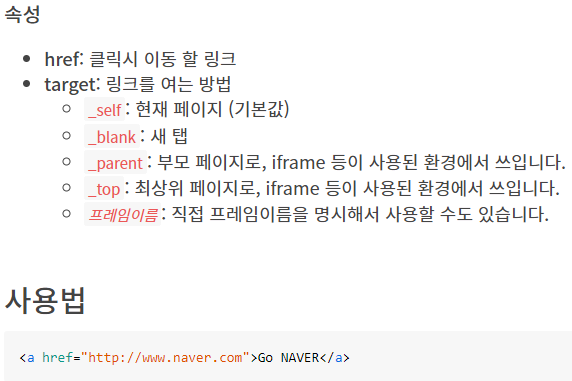 속성
href: 클릭시 이동 할 링크
target: 링크를 여는 방법
_self : 현재 페이지 (기본값)
_blank : 새 탭
_parent : 부모 페이지로, iframe 등이 사용된 환경에서 쓰입니다.
_top : 최상위 페이지로, iframe 등이 사용된 환경에서 쓰입니다.
프레임이름 : 직접 프레임이름을 명시해서 사용할 수도 있습니다.
사용법
<a href="http://www.naver.com">Go NAVER</a>